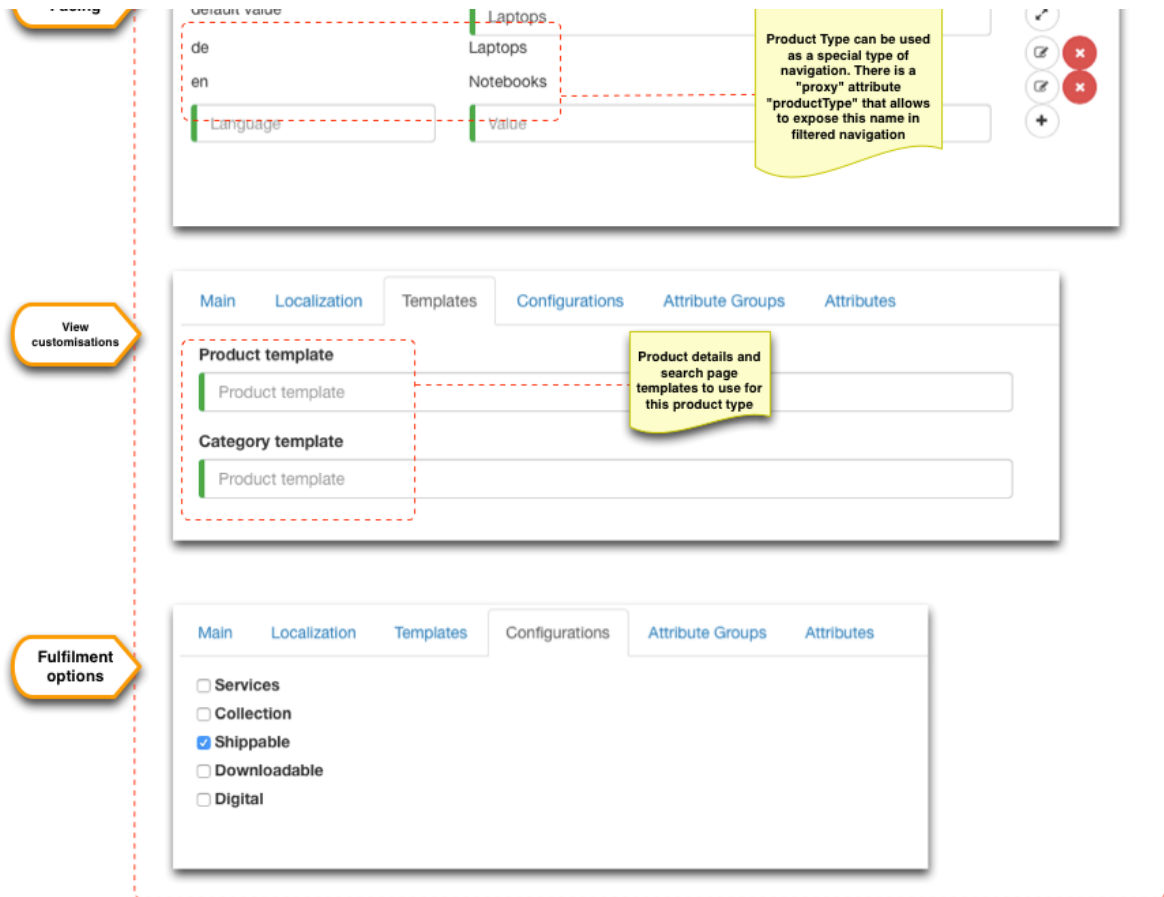 default value
Laptops
de
Laptops
en
Notebooks
Language
Value
Product Type can be used
as a special type of
navigation. There is a
"proxy" attribute
"productType" that allows
to expose this name in
filtered navigation
Main Localization Templates Configurations Attribute Groups Attributes
View
customisations
Product template
Product template
Category template
Product template
Product details and
search page
templates to use for
this product type
Main Localization Templates Configurations Attribute Groups Attributes
Fulfilment
options
Services
Collection
Shippable
Downloadable
Digital